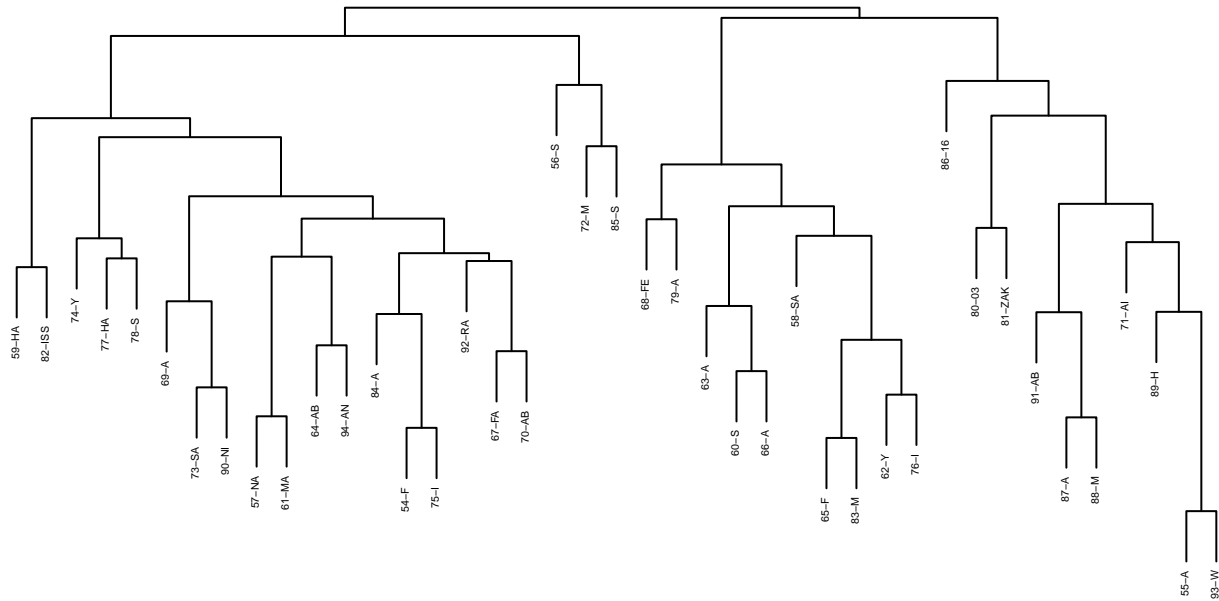 59–HA
82–ISS
74–Y
77–HA
78–S
69–A
73–SA
90–NI
57–NA
61–MA
64–AB
94–AN
84–A
54–F
75–I
92–RA
67–FA
70–AB
56–S
72–M
85–S
68–FE
79–A
63–A
60–S
66–A
58–SA
65–F
83–M
62–Y
76–I
86–16
80–03
81–ZAK
91–AB
87–A
88–M
71–AI
89–H
55–A
93–W